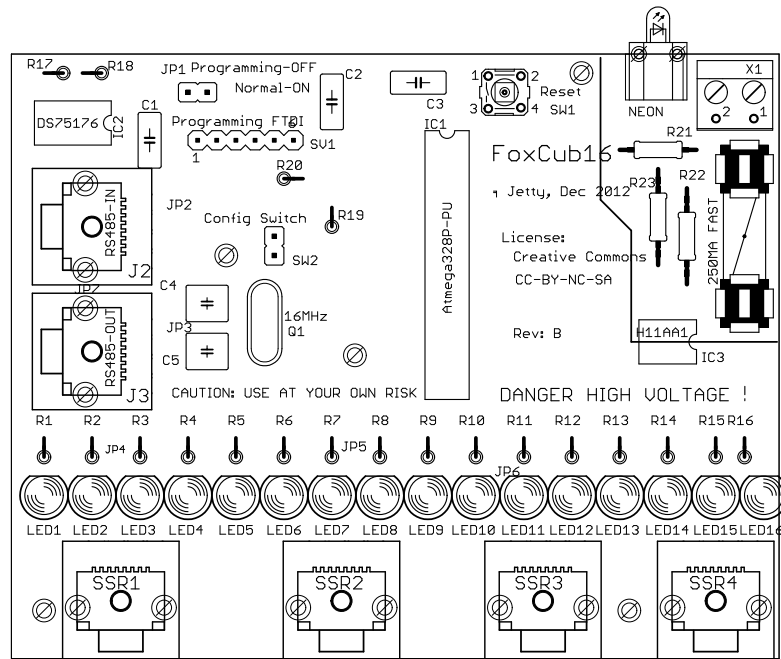 R17 R18
JP1 Programming-OFF
Normal-ON
C2
C3
1 2
3 4
Reset
SW1
NEON
X1
2 1
DS75176
IC2
C1
Programming FTDI
6
1
SV1
IC1
FoxCub16
R21
R20
R23
R22
Jetty, Dec 2012
RS485-IN
J2
JP2
R19
Config Switch
SW2
Atmega328P-PU
License:
Creative Commons
CC-BY-NC-SA
250MA FAST
C4
RS485-OUT
J3
JP3
C5
16MHz
Q1
Rev: B
H11AA1
IC3
CAUTION: USE AT YOUR OWN RISK
DANGER HIGH VOLTAGE !
R1 R2 R3 R4 R5 R6 R7 R8 R9 R10 R11 R12 R13 R14 R15 R16
JP4 JP5 JP6
LED1 LED2 LED3 LED4 LED5 LED6 LED7 LED8 LED9 LED10 LED11 LED12 LED13 LED14 LED15 LED16
SSR1 SSR2 SSR3 SSR4